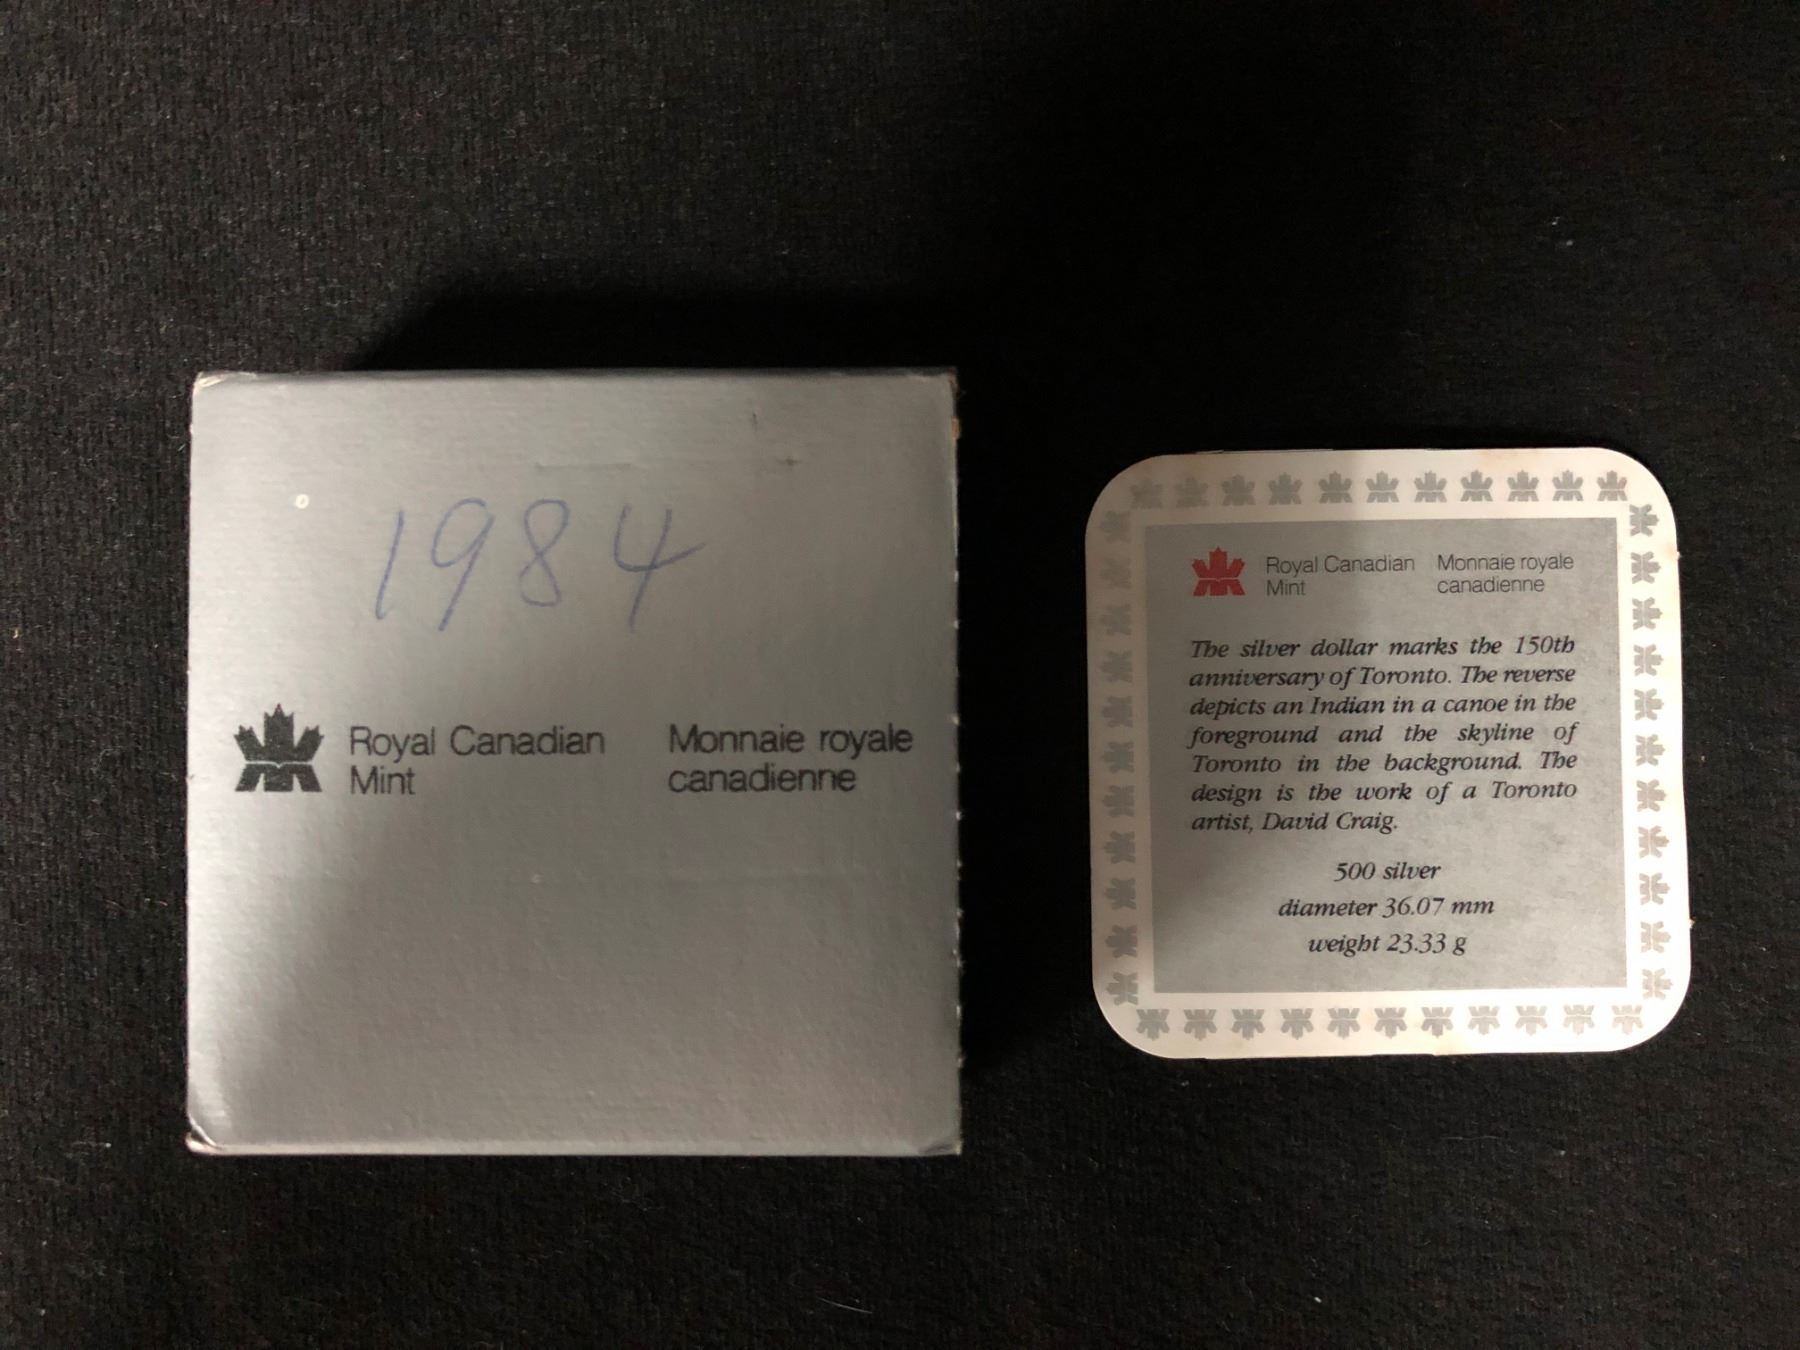 1984
Royal Canadian Mint
Monnaie royale canadienne
Royal Canadian Mint
Monnaie royale canadienne
The silver dollar marks the 150th
anniversary of Toronto. The reverse
depicts an Indian in a canoe in the
foreground and the skyline of
Toronto in the background. The
design is the work of a Toronto
artist, David Craig.
500 silver
diameter 36.07 mm
weight 23.33 g